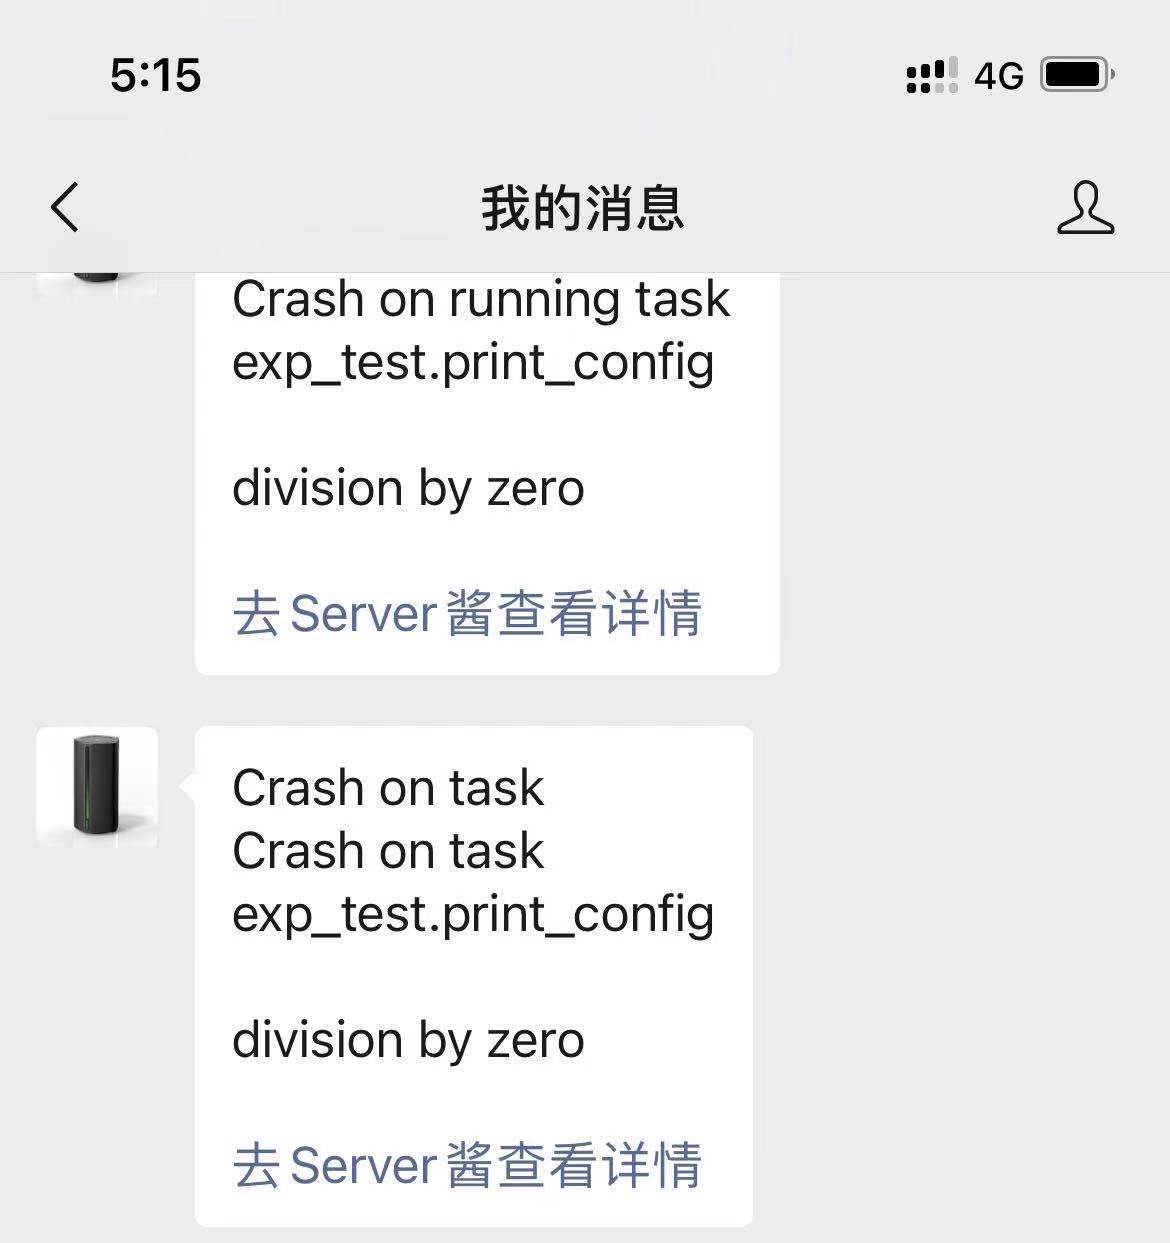 5:15
4G
我的消息
Crash on running task
exp_test.print_config
division by zero
去Server酱查看详情
Crash on task
Crash on task
exp_test.print_config
division by zero
去Server酱查看详情